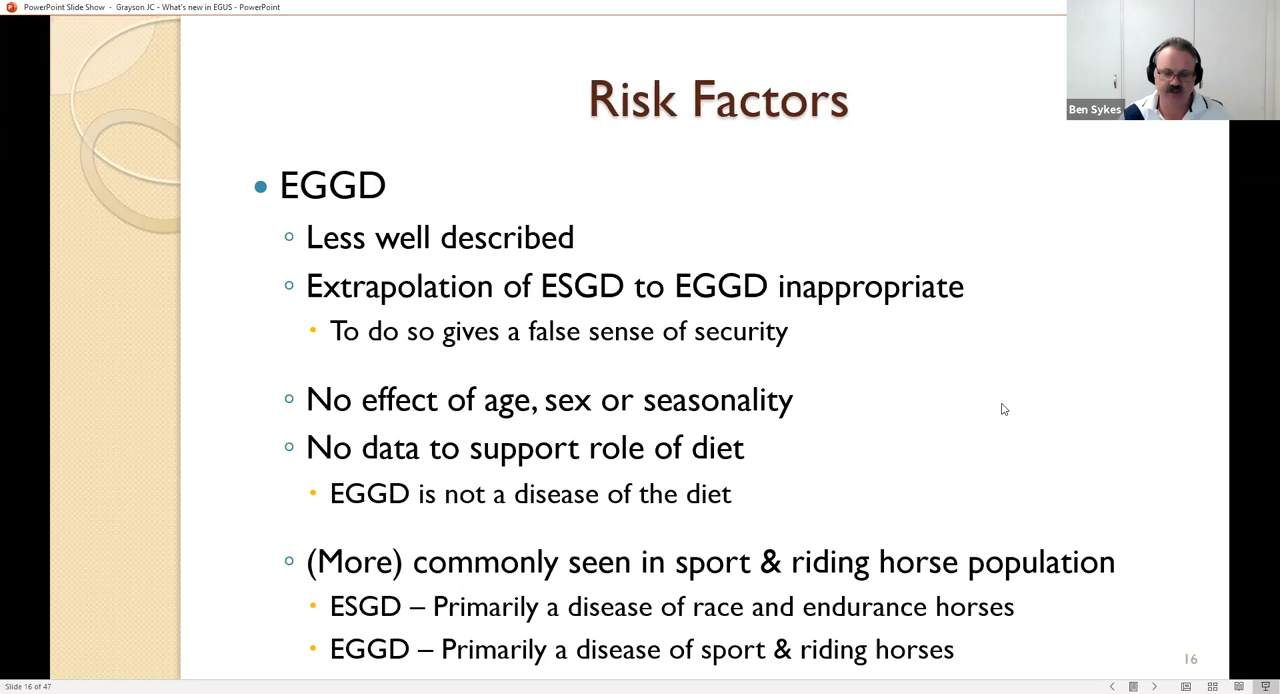 PowerPoint Slide Show - Grayson JC - What's new in EGUS - PowerPoint
Ben Sykes
Risk Factors
EGGD
Less well described
Extrapolation of ESGD to EGGD inappropriate
To do so gives a false sense of security
No effect of age, sex or seasonality
No data to support role of diet
EGGD is not a disease of the diet
(More) commonly seen in sport & riding horse population
ESGD – Primarily a disease of race and endurance horses
EGGD – Primarily a disease of sport & riding horses
16
Slide 16 of 47